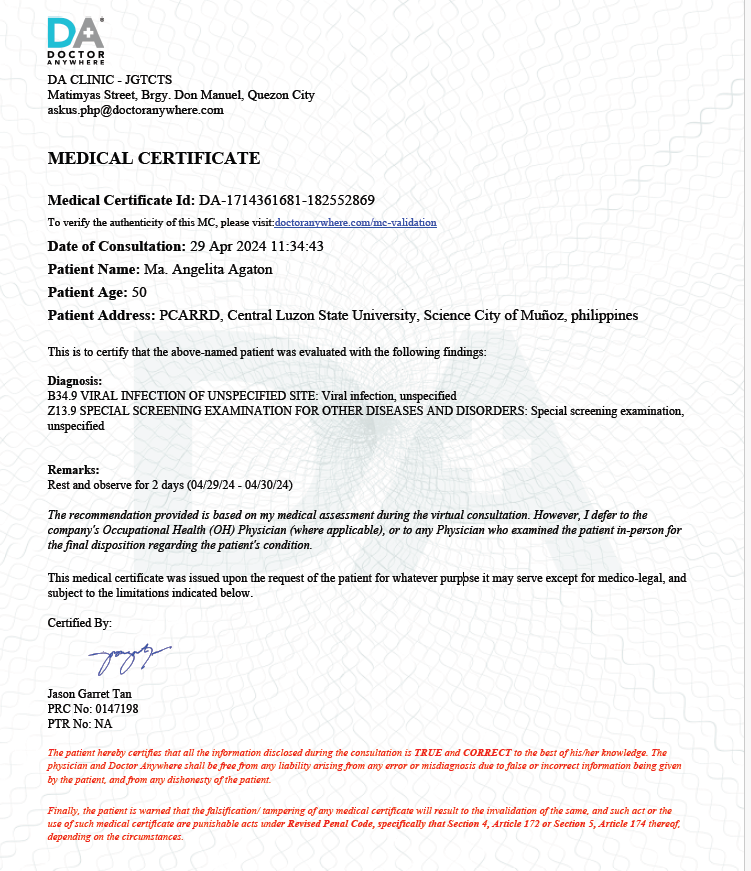 DA
DOCTOR
ANYWHERE
DA CLINIC - JGTCTS
Matimyas Street, Brgy. Don Manuel, Quezon City
askus.php@doctoranywhere.com
MEDICAL CERTIFICATE
Medical Certificate Id: DA-1714361681-182552869
To verify the authenticity of this MC, please visit:doctoranywhere.com/mc-validation
Date of Consultation: 29 Apr 2024 11:34:43
Patient Name: Ma. Angelita Agaton
Patient Age: 50
Patient Address: PCARRD, Central Luzon State University, Science City of Muñoz, philippines
This is to certify that the above-named patient was evaluated with the following findings:
Diagnosis:
B34.9 VIRAL INFECTION OF UNSPECIFIED SITE: Viral infection, unspecified
Z13.9 SPECIAL SCREENING EXAMINATION FOR OTHER DISEASES AND DISORDERS: Special screening examination,
unspecified
Remarks:
Rest and observe for 2 days (04/29/24 - 04/30/24)
The recommendation provided is based on my medical assessment during the virtual consultation. However, I defer to the
company's Occupational Health (OH) Physician (where applicable), or to any Physician who examined the patient in-person for
the final disposition regarding the patient's condition.
This medical certificate was issued upon the request of the patient for whatever purpose it may serve except for medico-legal, and
subject to the limitations indicated below.
Certified By:
Jason Garret Tan
PRC No: 0147198
PTR No: NA
The patient hereby certifies that all the information disclosed during the consultation is TRUE and CORRECT to the best of his/her knowledge. The
physician and Doctor Anywhere shall be free from any liability arising from any error or misdiagnosis due to false or incorrect information being given
by the patient, and from any dishonesty of the patient.
Finally, the patient is warned that the falsification/ tampering of any medical certificate will result to the invalidation of the same, and such act or the
use of such medical certificate are punishable acts under Revised Penal Code, specifically that Section 4, Article 172 or Section 5, Article 174 thereof,
depending on the circumstances.